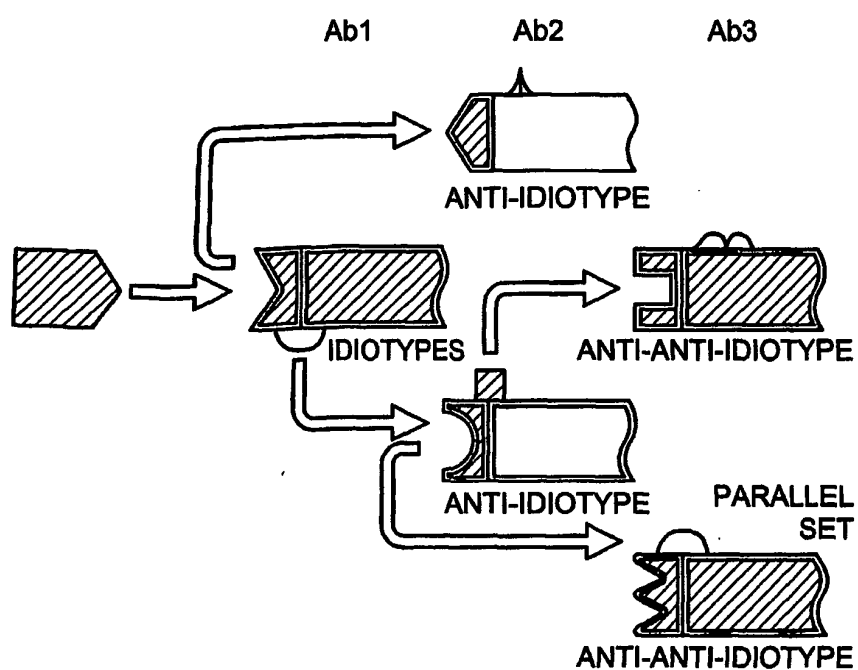 Ab1 Ab2 Ab3
ANTI-IDIOTYPE
IDIOTYPES
ANTI-ANTI-IDIOTYPE
ANTI-IDIOTYPE
PARALLEL
SET
ANTI-ANTI-IDIOTYPE